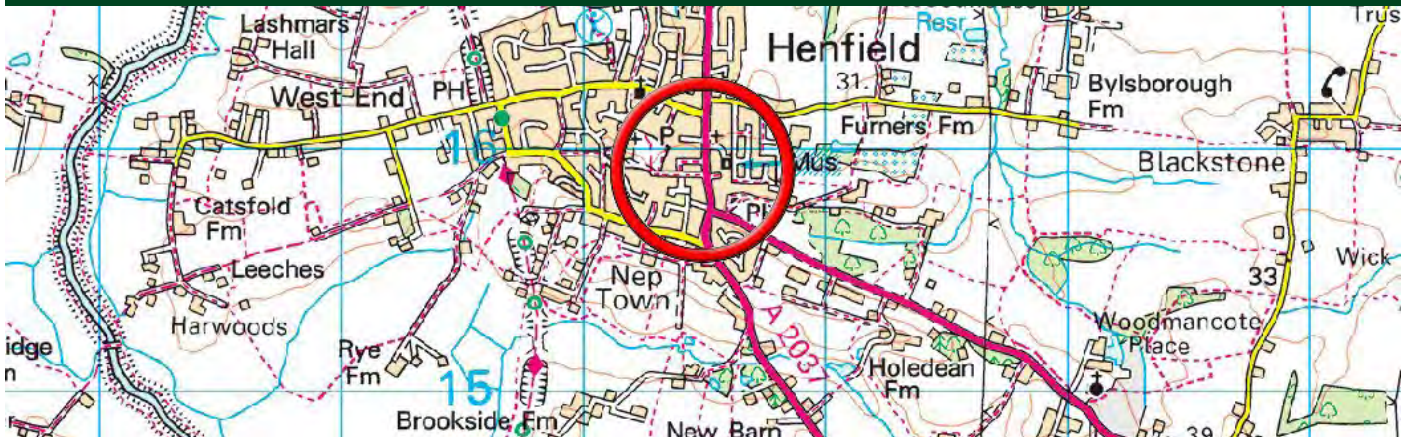 Lashmars
Hall
Resr
Trus
Henfield
West End
PH
31
Bylsborough
Fm
Furners Fm
16
P
Mus
Blackstone
Catsfold
Fm
PH
Leeches
Nep
Town
33
Wick
Harwoods
A 2037
Woodmancote
Place
idge
n
Rye
Fm
15
Holedean
Fm
Brookside Fm
New Barn
39